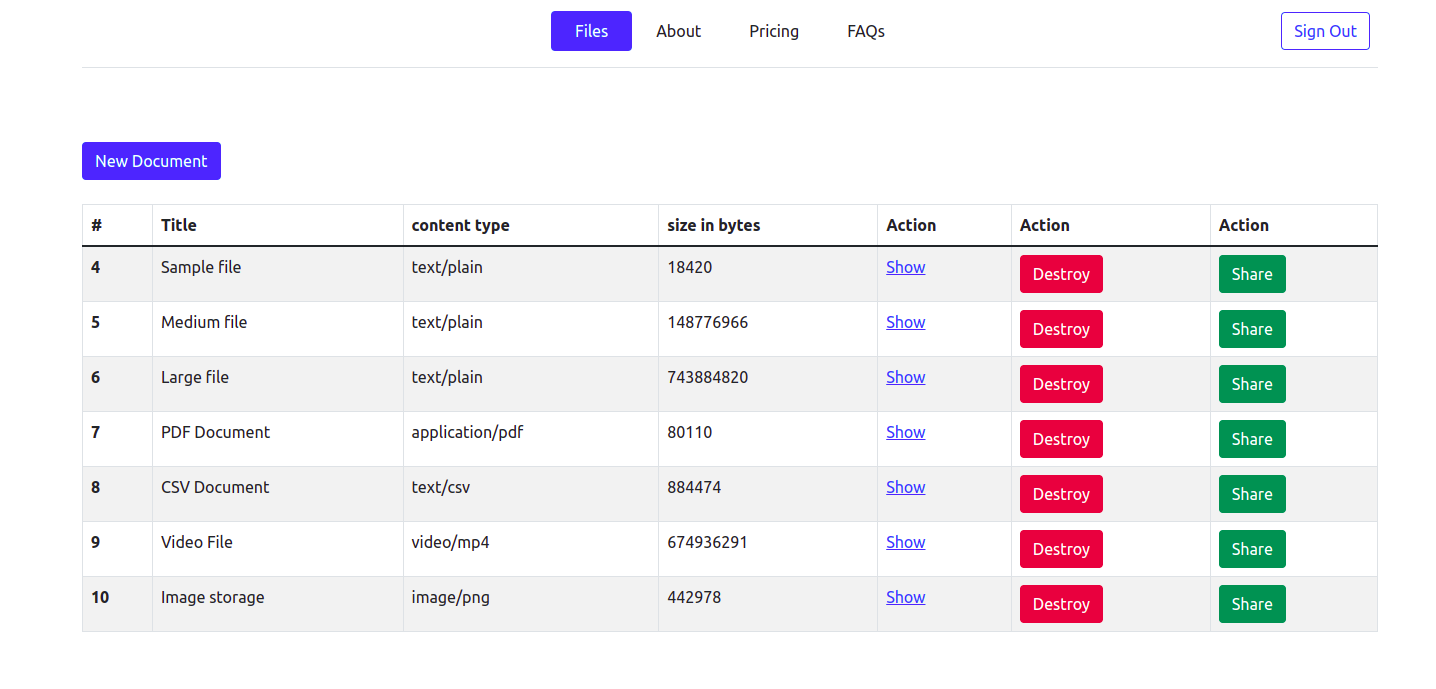 Files About Pricing FAQs Sign Out
New Document
# Title content type size in bytes Action Action Action
4 Sample file text/plain 18420 Show Destroy Share
5 Medium file text/plain 148776966 Show Destroy Share
6 Large file text/plain 743884820 Show Destroy Share
7 PDF Document application/pdf 80110 Show Destroy Share
8 CSV Document text/csv 884474 Show Destroy Share
9 Video File video/mp4 674936291 Show Destroy Share
10 Image storage image/png 442978 Show Destroy Share